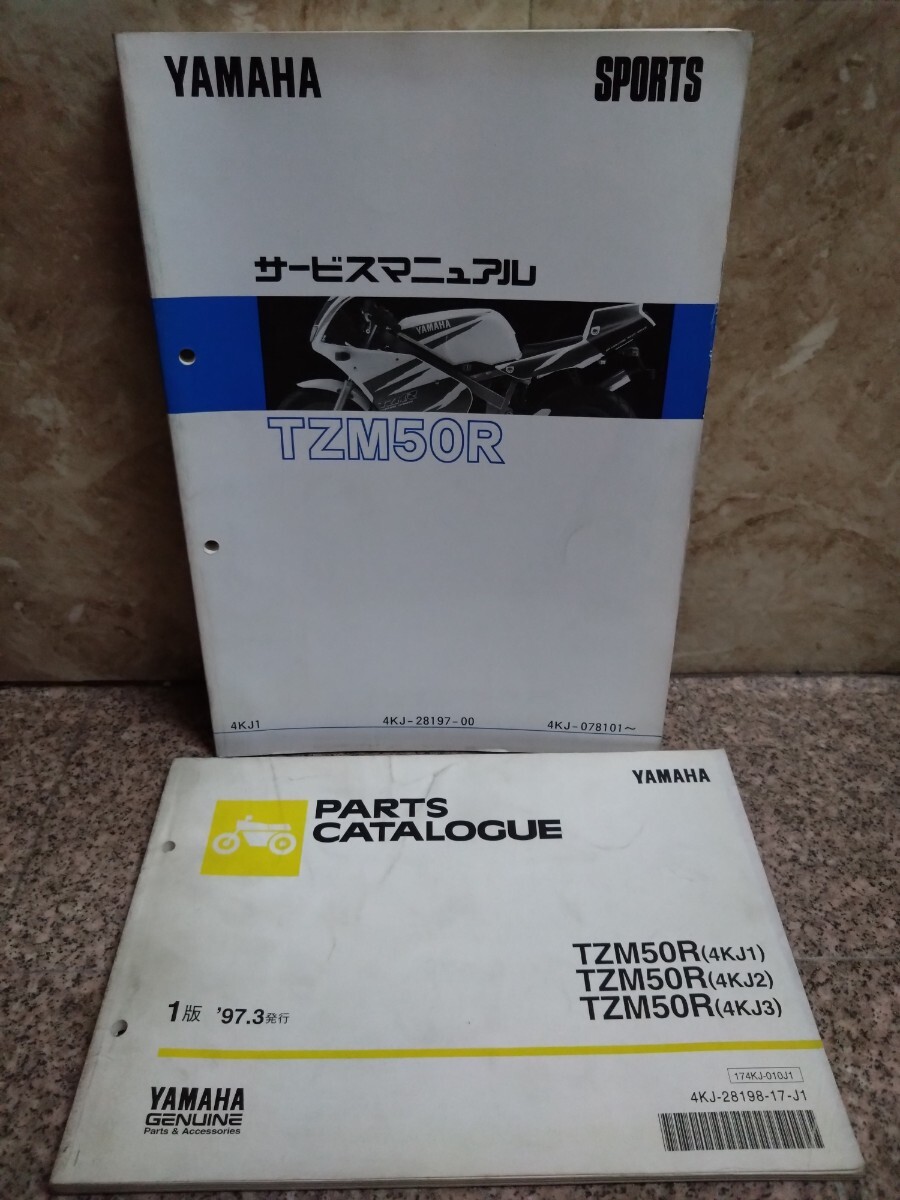 YAMAHA SPORTS
サービスマニュアル
YAMAHA
TZM50R
4KJ1 4KJ-28197-00 4KJ-078101～
YAMAHA
PARTS
CATALOGUE
TZM50R(4KJ1)
TZM50R(4KJ2)
TZM50R(4KJ3)
1版 '97.3発行
174KJ-010J1
4KJ-28198-17-J1
YAMAHA
GENUINE
Parts & Accessories